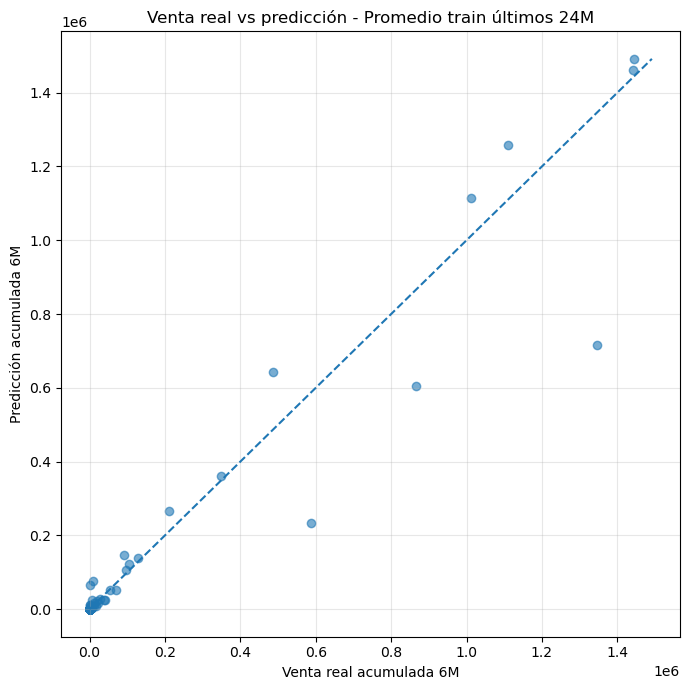 Venta real vs predicción - Promedio train últimos 24M
1e6
1.4
1.2
1.0
0.8
0.6
0.4
0.2
0.0
Predicción acumulada 6M
0.0 0.2 0.4 0.6 0.8 1.0 1.2 1.4
1e6
Venta real acumulada 6M